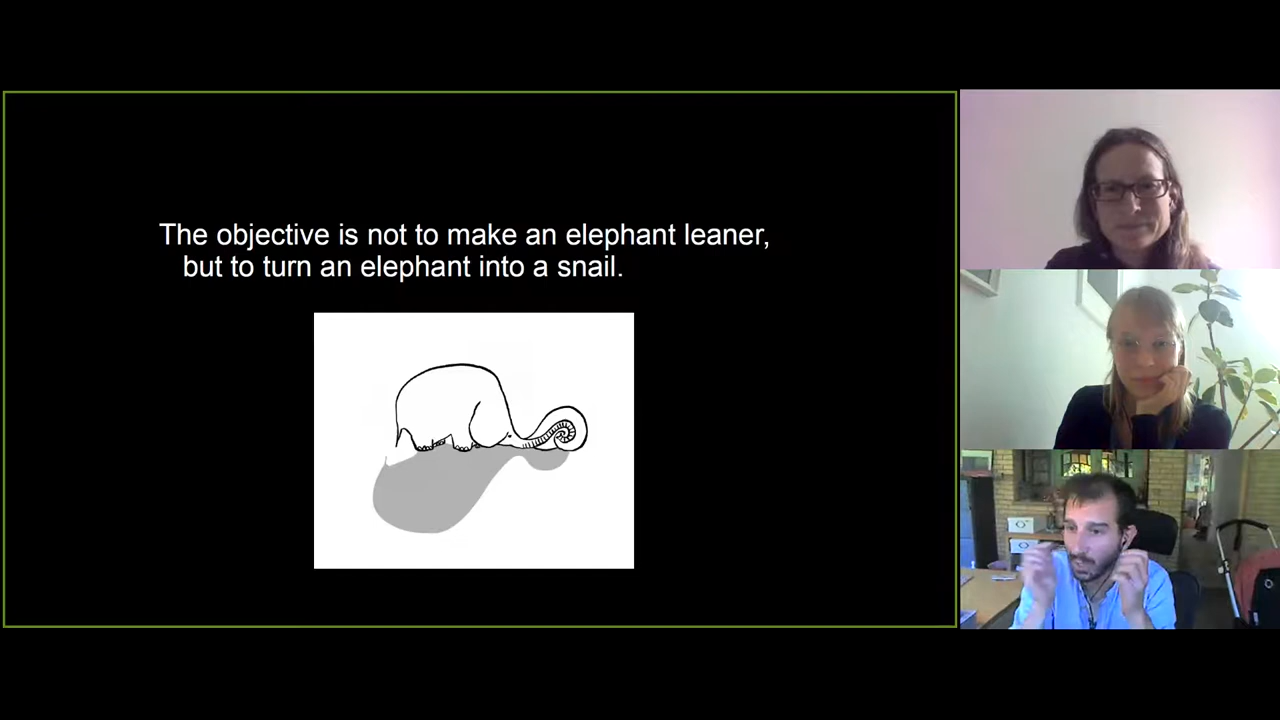 The objective is not to make an elephant leaner,
but to turn an elephant into a snail.